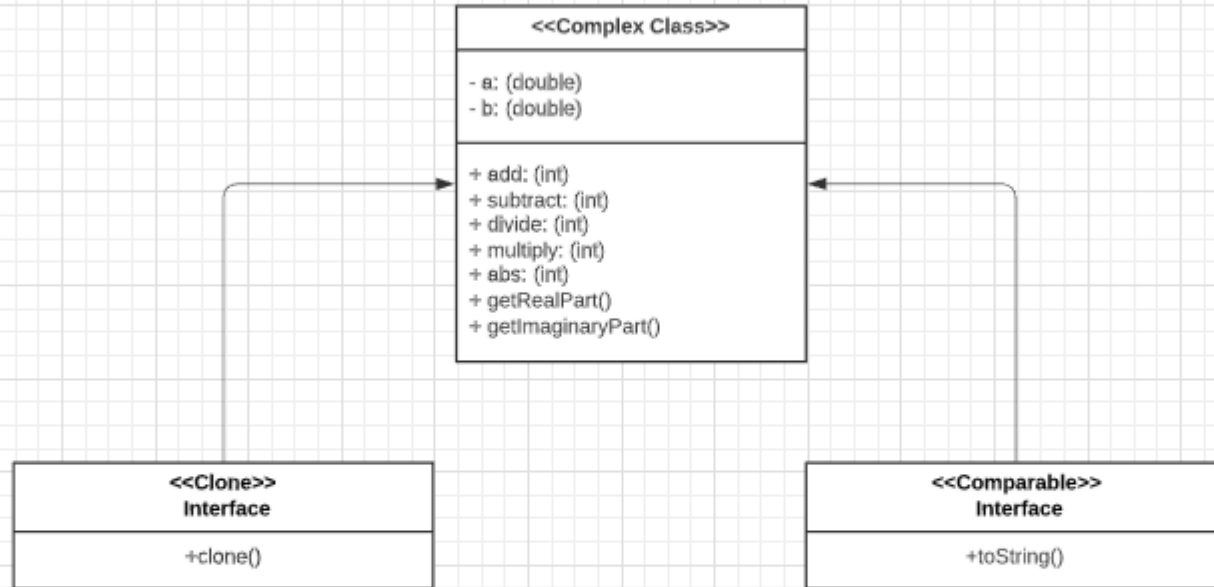 <<Complex Class>>
- a: (double)
- b: (double)
+ add: (int)
+ subtract: (int)
+ divide: (int)
+ multiply: (int)
+ abs: (int)
+ getRealPart()
+ getImaginaryPart()
<<Clone>>
Interface
+clone()
<<Comparable>>
Interface
+toString()